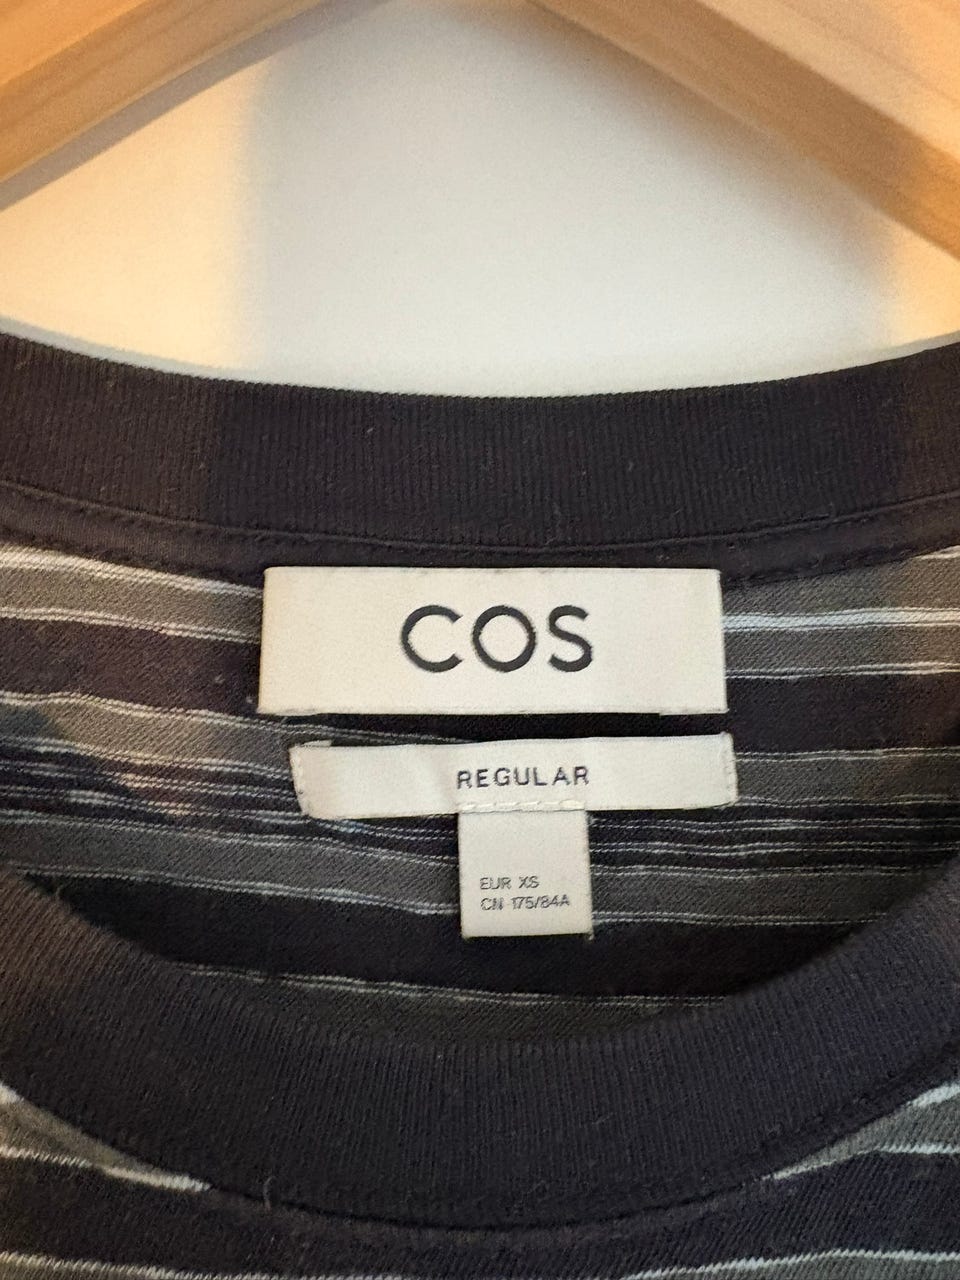 COS
REGULAR
EUR XS
CN 175/84A